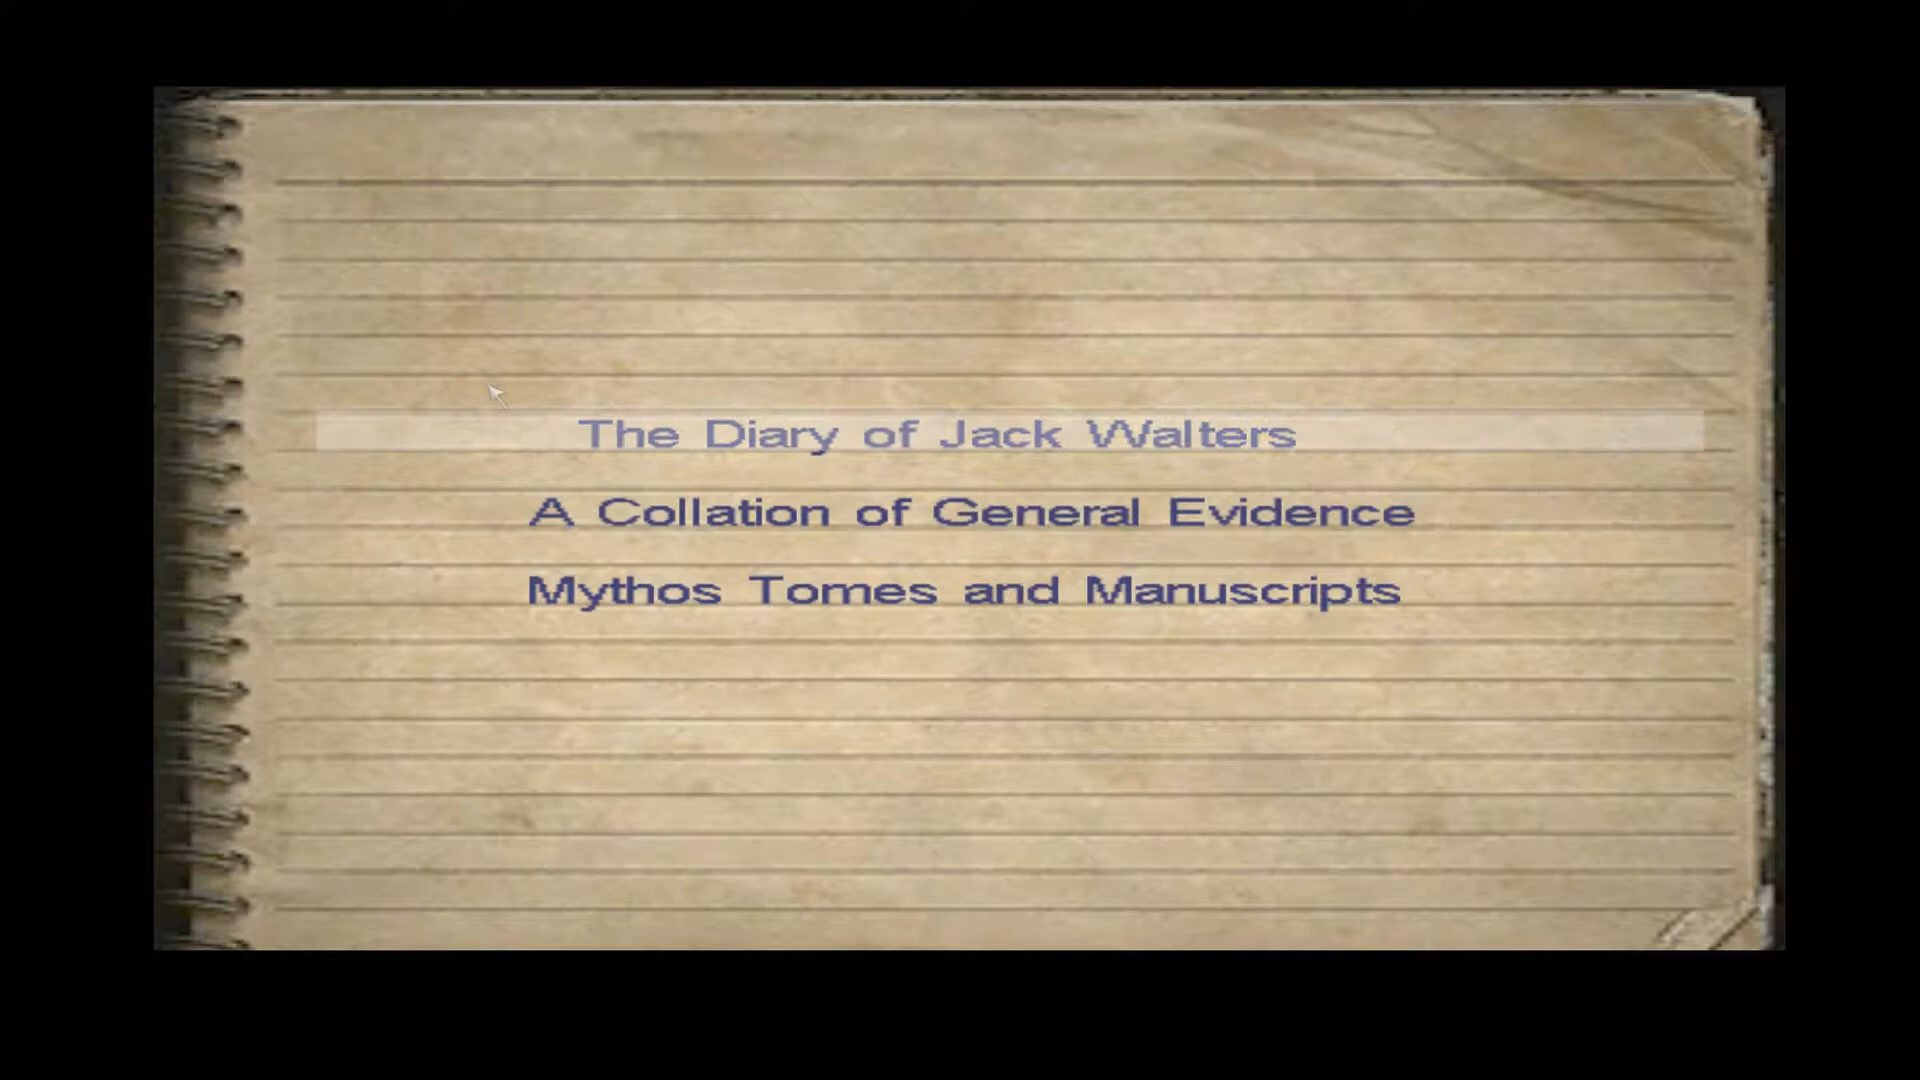 The Diary of Jack Walters
A Collation of General Evidence
Mythos Tomes and Manuscripts